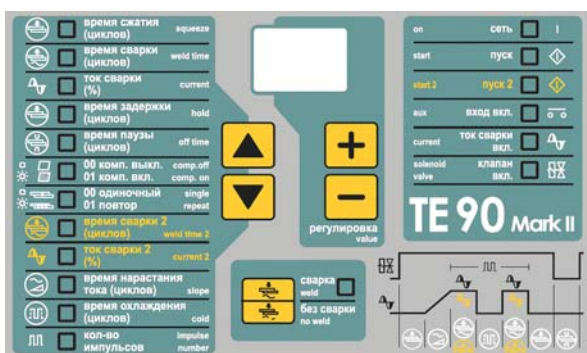 время сжатия
(циклов) squeeze
время сварки
(циклов) weld time
ток сварки
(%) current
время задержки
(циклов) hold
время паузы
(циклов) off time
00 комп. выкл. comp.off
01 комп. вкл. comp. on
00 одиночный single
01 повтор repeat
время сварки 2
(циклов) weld time 2
ток сварки 2
(%) current 2
время нарастания
тока (циклов) slope
время охлаждения
(циклов) cold
кол-во impulse
импульсов number
регулировка
value
сварка
weld
без сварки
no weld
on сеть I
start пуск
start 2 пуск 2
aux вход вкл.
current ток сварки
вкл.
solenoid клапан
valve вкл.
TE 90 Mark II